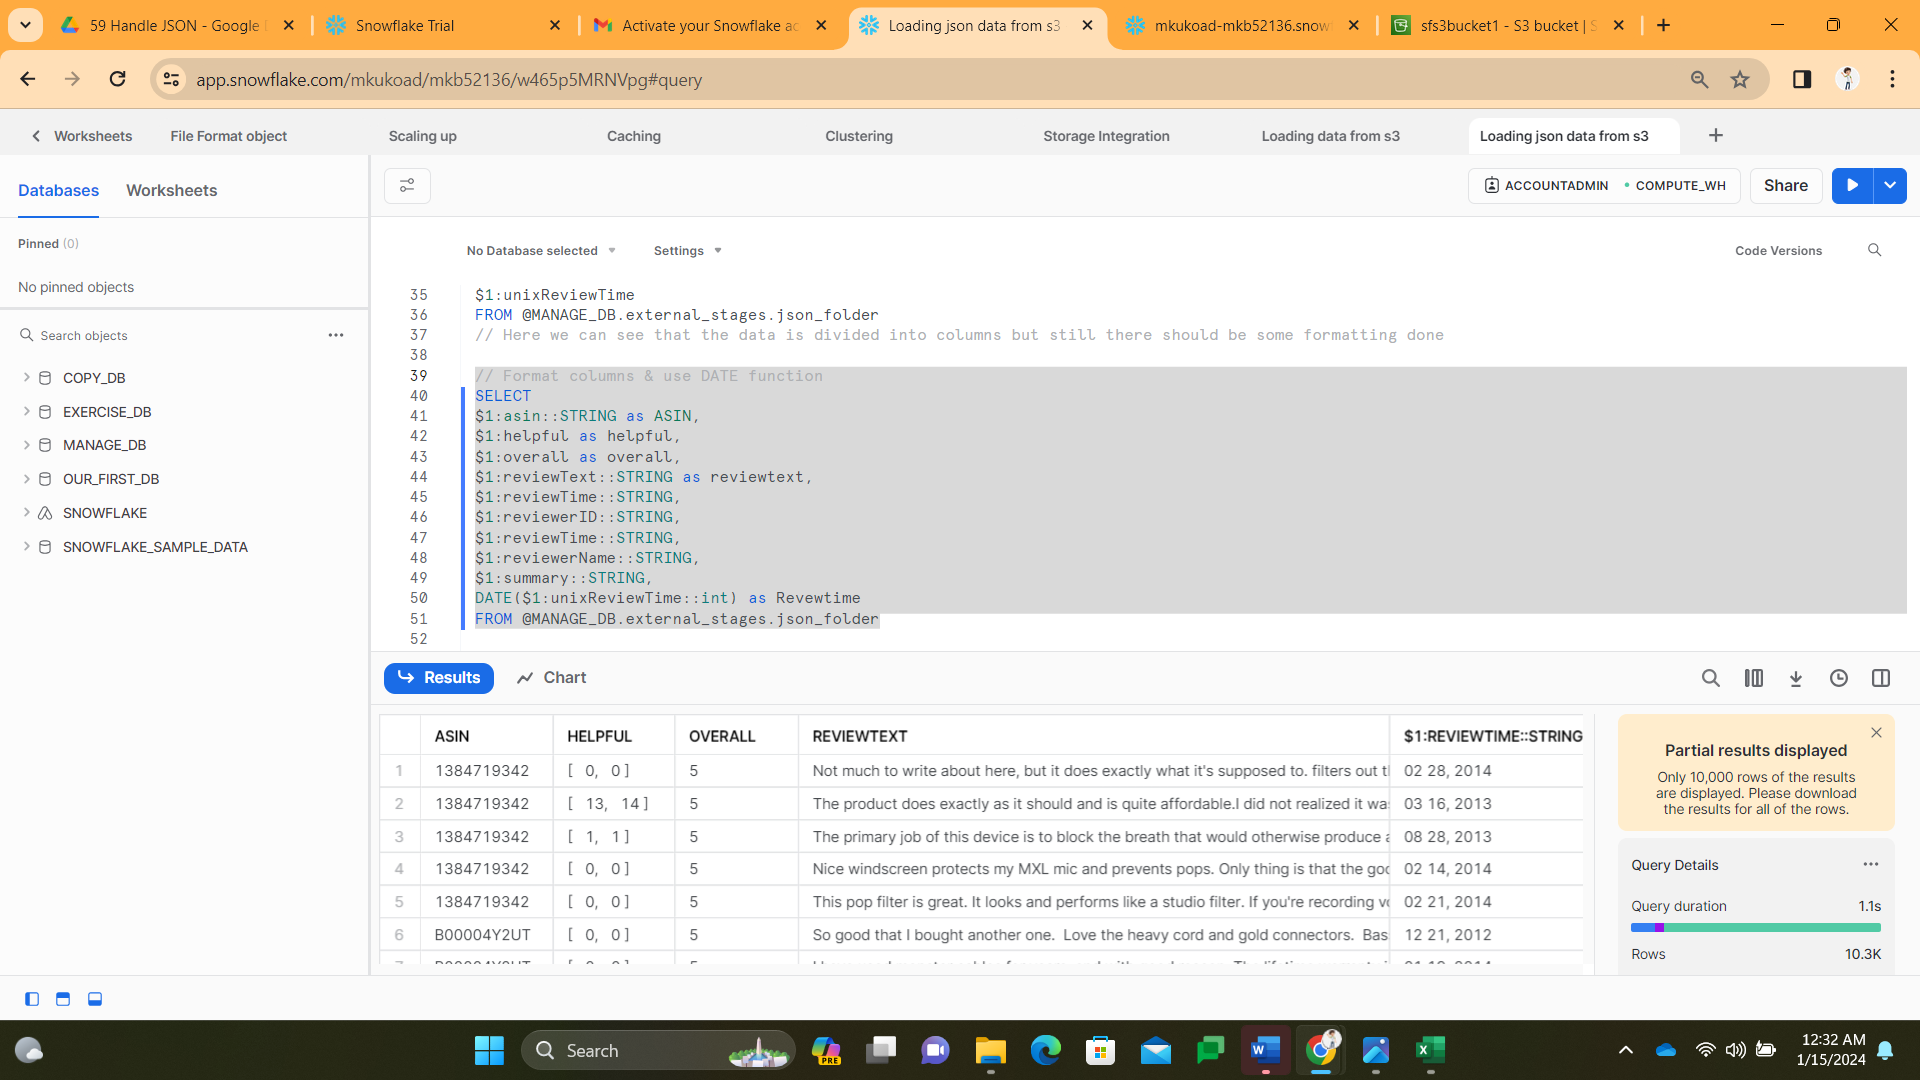 59 Handle JSON - Google
Snowflake Trial
Activate your Snowflake ac
Loading json data from s3
mkukoad-mkb52136.snow
sfs3bucket1 - S3 bucket | S
app.snowflake.com/mkukoad/mkb52136/w465p5MRNVpg#query
Worksheets
File Format object
Scaling up
Caching
Clustering
Storage Integration
Loading data from s3
Loading json data from s3
Databases
Worksheets
ACCOUNTADMIN
COMPUTE_WH
Share
Pinned (0)
No pinned objects
Search objects
COPY_DB
EXERCISE_DB
MANAGE_DB
OUR_FIRST_DB
SNOWFLAKE
SNOWFLAKE_SAMPLE_DATA
No Database selected
Settings
Code Versions
35 $1:unixReviewTime
36 FROM @MANAGE_DB.external_stages.json_folder
37 // Here we can see that the data is divided into columns but still there should be some formatting done
38
39 // Format columns & use DATE function
40 SELECT
41 $1:asin::STRING as ASIN,
42 $1:helpful as helpful,
43 $1:overall as overall,
44 $1:reviewText::STRING as reviewtext,
45 $1:reviewTime::STRING,
46 $1:reviewerID::STRING,
47 $1:reviewTime::STRING,
48 $1:reviewerName::STRING,
49 $1:summary::STRING,
50 DATE($1:unixReviewTime::int) as Revewtime
51 FROM @MANAGE_DB.external_stages.json_folder
52
Results
Chart
ASIN HELPFUL OVERALL REVIEWTEXT $1:REVIEWTIME::STRING
1 1384719342 [ 0, 0 ] 5 Not much to write about here, but it does exactly what it's supposed to. filters out 02 28, 2014
2 1384719342 [ 13, 14 ] 5 The product does exactly as it should and is quite affordable.I did not realized it wa 03 16, 2013
3 1384719342 [ 1, 1 ] 5 The primary job of this device is to block the breath that would otherwise produce a 08 28, 2013
4 1384719342 [ 0, 0 ] 5 Nice windscreen protects my MXL mic and prevents pops. Only thing is that the goo 02 14, 2014
5 1384719342 [ 0, 0 ] 5 This pop filter is great. It looks and performs like a studio filter. If you're recording v 02 21, 2014
6 B00004Y2UT [ 0, 0 ] 5 So good that I bought another one. Love the heavy cord and gold connectors. Bas 12 21, 2012
Partial results displayed
Only 10,000 rows of the results
are displayed. Please download
the results for all of the rows.
Query Details
Query duration 1.1s
Rows 10.3K
Search
PRE
12:32 AM
1/15/2024